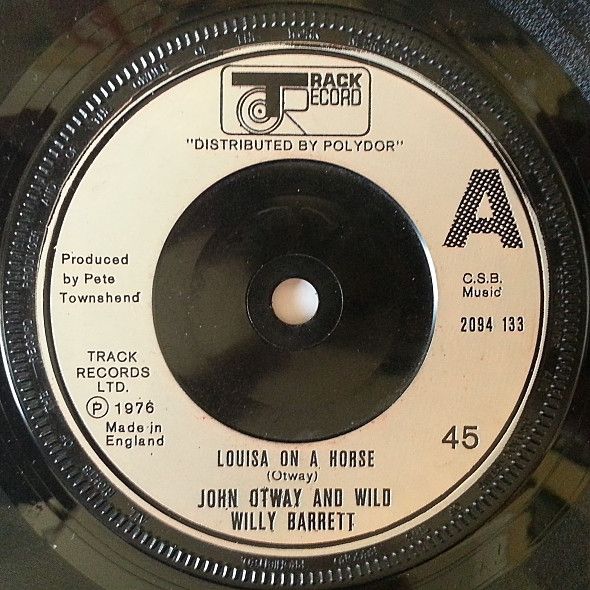 TRACK
RECORD
"DISTRIBUTED BY POLYDOR"
A
Produced
by Pete
Townshend
C.S.B.
Music
2094 133
TRACK
RECORDS
LTD.
Ⓟ 1976
Made in
England
45
LOUISA ON A HORSE
(Otway)
JOHN OTWAY AND WILD
WILLY BARRETT